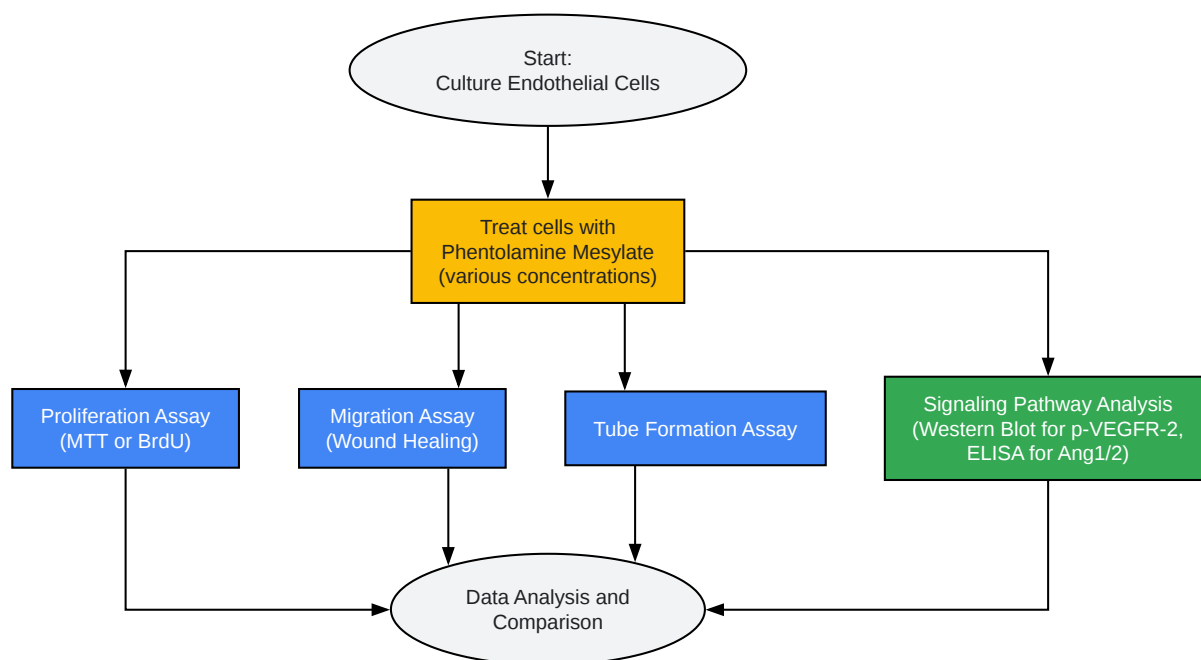 Start:
Culture Endothelial Cells
Treat cells with
Phentolamine Mesylate
(various concentrations)
Proliferation Assay
(MTT or BrdU)
Migration Assay
(Wound Healing)
Tube Formation Assay
Signaling Pathway Analysis
(Western Blot for p-VEGFR-2,
ELISA for Ang1/2)
Data Analysis and
Comparison